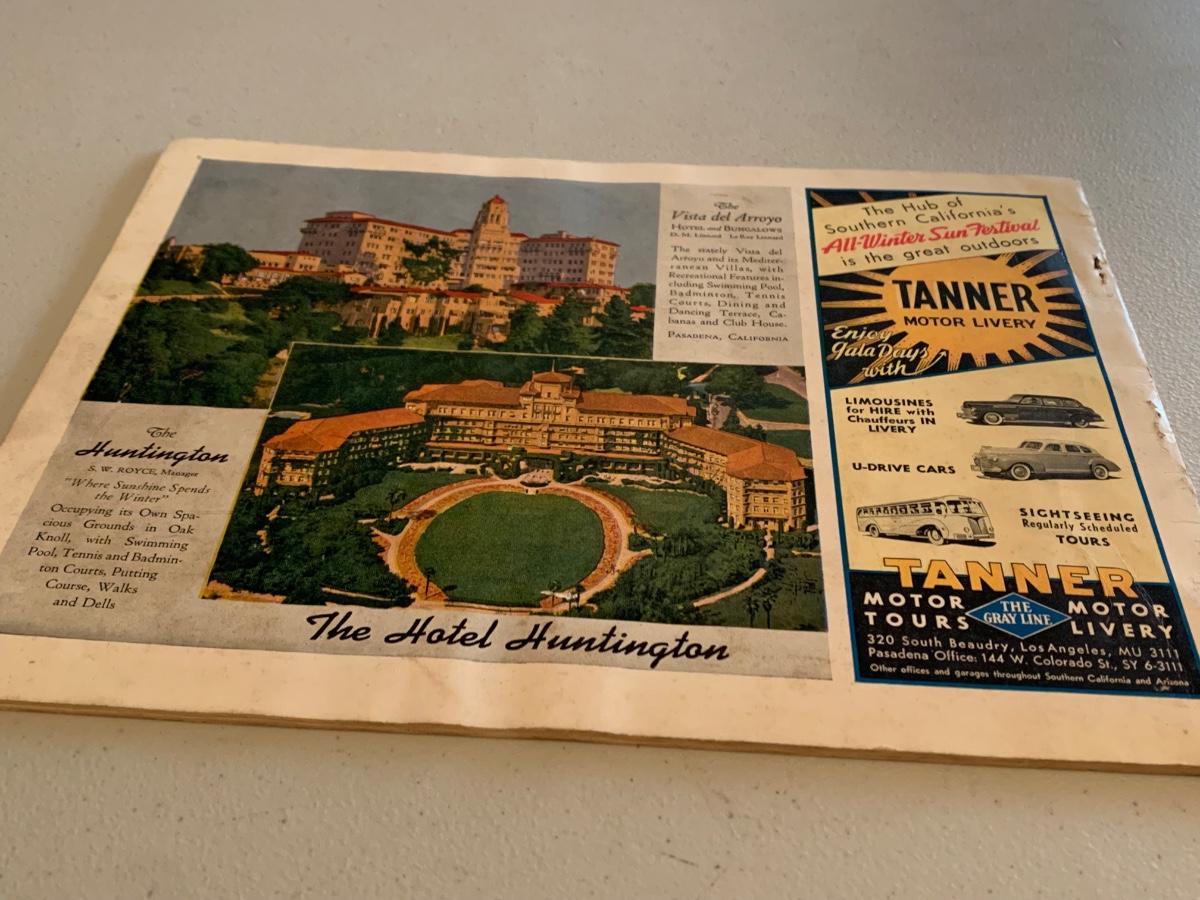 The
Vista del Arroyo
HOTEL and BUNGALOWS
D. M. Linnard Le Roy Linnard
The stately Vista del
Arroyo and its Mediter-
ranean Villas, with
Recreational Features in-
cluding Swimming Pool,
Badminton, Tennis
Courts, Dining and
Dancing Terrace, Ca-
banas and Club House.
PASADENA, CALIFORNIA
The
Huntington
S. W. ROYCE, Manager
"Where Sunshine Spends
the Winter"
Occupying its Own Spa-
cious Grounds in Oak
Knoll, with Swimming
Pool, Tennis and Badmin-
ton Courts, Putting
Course, Walks
and Dells
The Hotel Huntington
The Hub of
Southern California's
All-Winter Sun Festival
is the great outdoors
TANNER
MOTOR LIVERY
Enjoy
Gala Days
with
LIMOUSINES
for HIRE with
Chauffeurs IN
LIVERY
U-DRIVE CARS
SIGHTSEEING
Regularly Scheduled
TOURS
TANNER
MOTOR TOURS
THE GRAY LINE
MOTOR LIVERY
320 South Beaudry, Los Angeles, MU 3111
Pasadena Office: 144 W. Colorado St., SY 6-3111
Other offices and garages throughout Southern California and Arizona